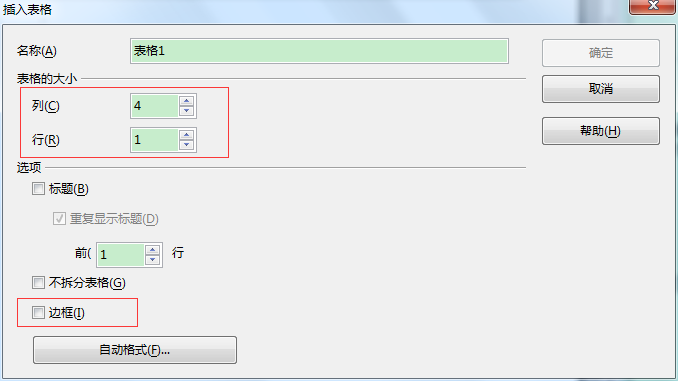 插入表格
名称(A) 表格1 确定
表格的大小 取消
列(C) 4
行(R) 1 帮助(H)
选项
标题(B)
重复显示标题(D)
前( 1 行
不拆分表格(G)
边框(I)
自动格式(F)...